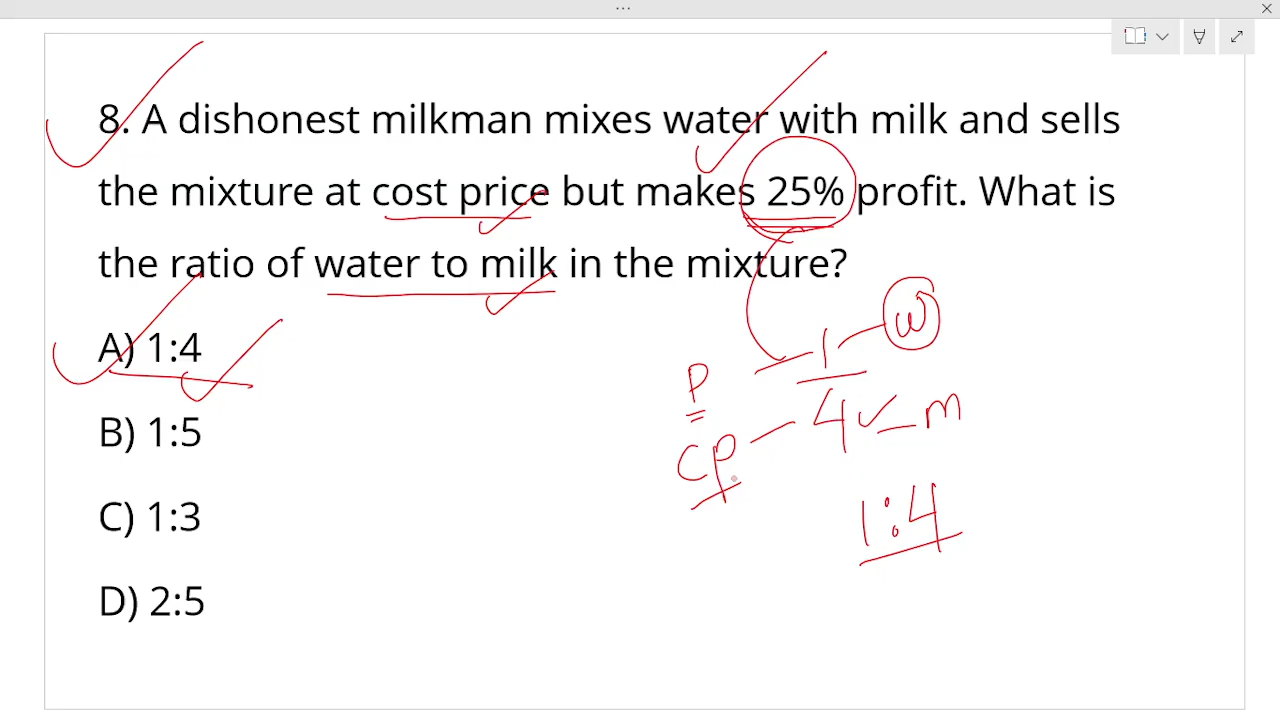 8. A dishonest milkman mixes water with milk and sells
the mixture at cost price but makes 25% profit. What is
the ratio of water to milk in the mixture?
A) 1:4
B) 1:5
C) 1:3
D) 2:5
1 w
P
CP 4 m
1:4